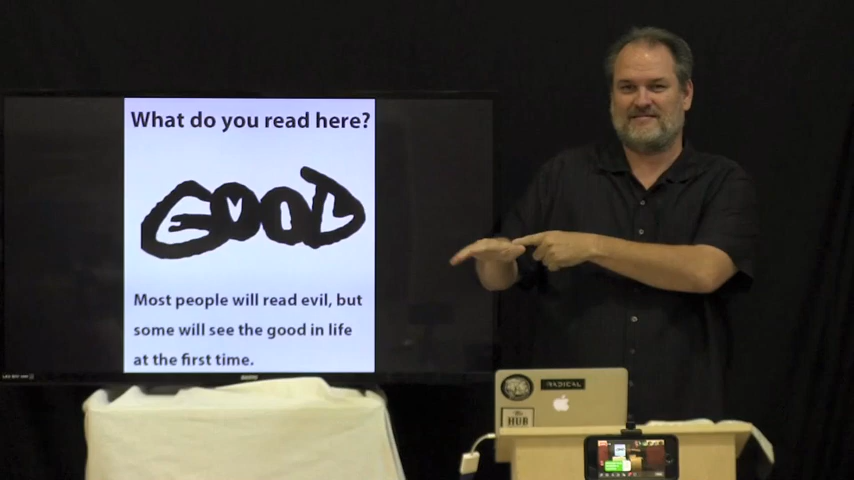 What do you read here?
GOOD
Most people will read evil, but
some will see the good in life
at the first time.
RADICAL
The
HUB